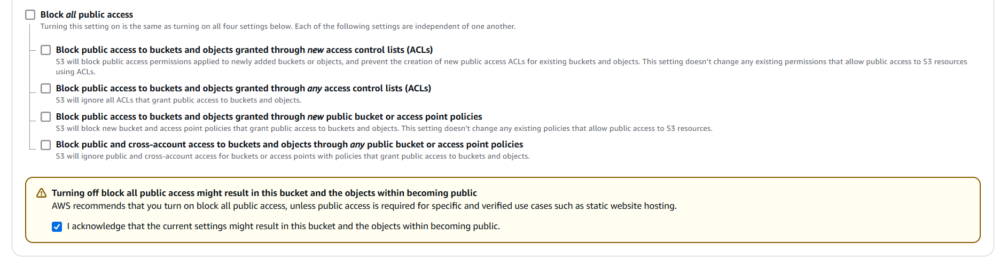 Block all public access
Turning this setting on is the same as turning on all four settings below. Each of the following settings are independent of one another.
Block public access to buckets and objects granted through new access control lists (ACLs)
S3 will block public access permissions applied to newly added buckets or objects, and prevent the creation of new public access ACLs for existing buckets and objects. This setting doesn't change any existing permissions that allow public access to S3 resources
using ACLs.
Block public access to buckets and objects granted through any access control lists (ACLs)
S3 will ignore all ACLs that grant public access to buckets and objects.
Block public access to buckets and objects granted through new public bucket or access point policies
S3 will block new bucket and access point policies that grant public access to buckets and objects. This setting doesn't change any existing policies that allow public access to S3 resources.
Block public and cross-account access to buckets and objects through any public bucket or access point policies
S3 will ignore public and cross-account access for buckets or access points with policies that grant public access to buckets and objects.
Turning off block all public access might result in this bucket and the objects within becoming public
AWS recommends that you turn on block all public access, unless public access is required for specific and verified use cases such as static website hosting.
I acknowledge that the current settings might result in this bucket and the objects within becoming public.